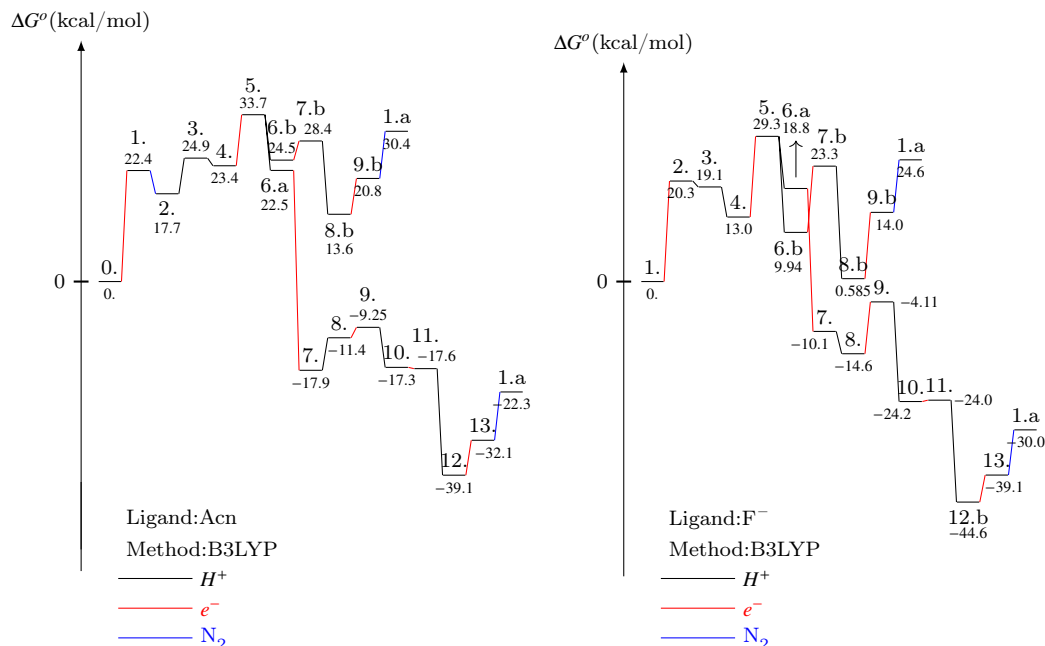 ΔG°(kcal/mol)
0
0.
0.
1.
22.4
2.
17.7
3.
24.9
4.
23.4
5.
33.7
6.b
24.5
6.a
22.5
7.b
28.4
8.b
13.6
9.b
20.8
1.a
30.4
7.
−17.9
8.
−11.4
9.
−9.25
10.
−17.3
11.
−17.6
12.
−39.1
13.
−32.1
1.a
−22.3
Ligand:Acn
Method:B3LYP
H⁺
e⁻
N₂
ΔG°(kcal/mol)
0
1.
0.
2.
20.3
3.
19.1
4.
13.0
5.
29.3
6.a
18.8
6.b
9.94
7.b
23.3
8.b
0.585
9.b
14.0
1.a
24.6
7.
−10.1
8.
−14.6
9.
−4.11
10.
−24.2
11.
−24.0
12.b
−44.6
13.
−39.1
1.a
−30.0
Ligand:F⁻
Method:B3LYP
H⁺
e⁻
N₂